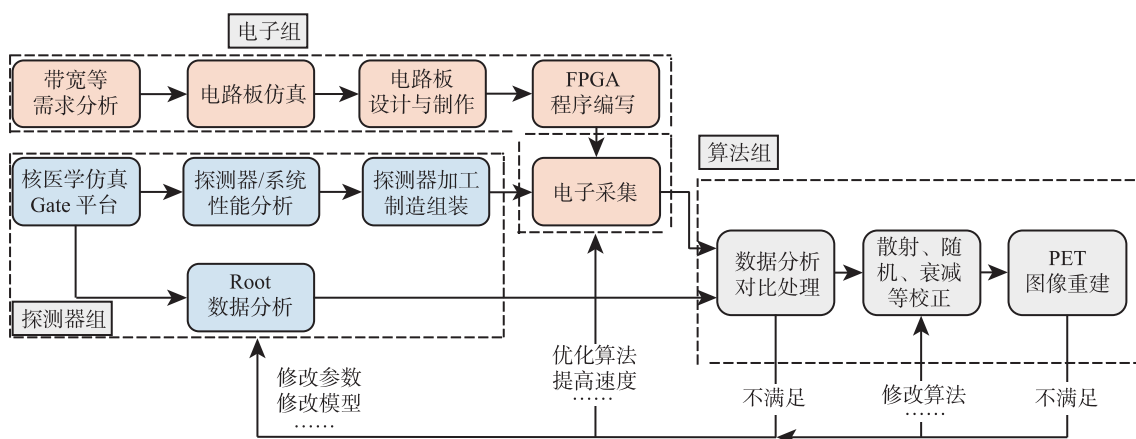 电子组
带宽等
需求分析
电路板仿真
电路板
设计与制作
FPGA
程序编写
算法组
核医学仿真
Gate 平台
探测器/系统
性能分析
探测器加工
制造组装
电子采集
数据分析
对比处理
散射、随
机、衰减
等校正
PET
图像重建
Root
数据分析
探测器组
修改参数
修改模型
……
优化算法
提高速度
……
不满足
修改算法
……
不满足